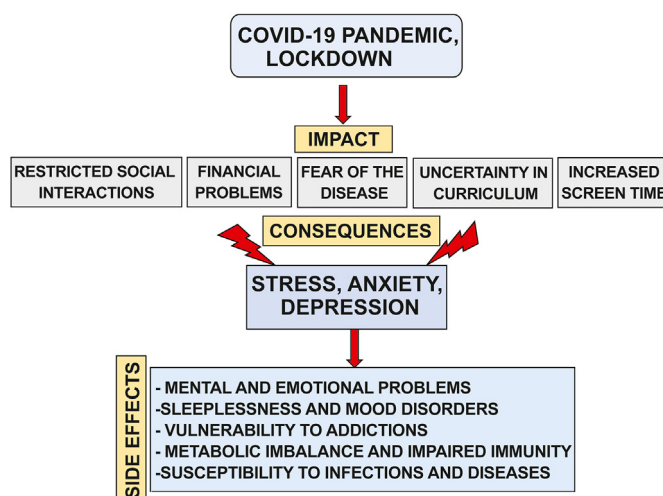 COVID-19 PANDEMIC,
LOCKDOWN
IMPACT
RESTRICTED SOCIAL
INTERACTIONS
FINANCIAL
PROBLEMS
FEAR OF THE
DISEASE
UNCERTAINTY IN
CURRICULUM
INCREASED
SCREEN TIME
CONSEQUENCES
STRESS, ANXIETY,
DEPRESSION
SIDE EFFECTS
- MENTAL AND EMOTIONAL PROBLEMS
-SLEEPLESSNESS AND MOOD DISORDERS
- VULNERABILITY TO ADDICTIONS
- METABOLIC IMBALANCE AND IMPAIRED IMMUNITY
-SUSCEPTIBILITY TO INFECTIONS AND DISEASES